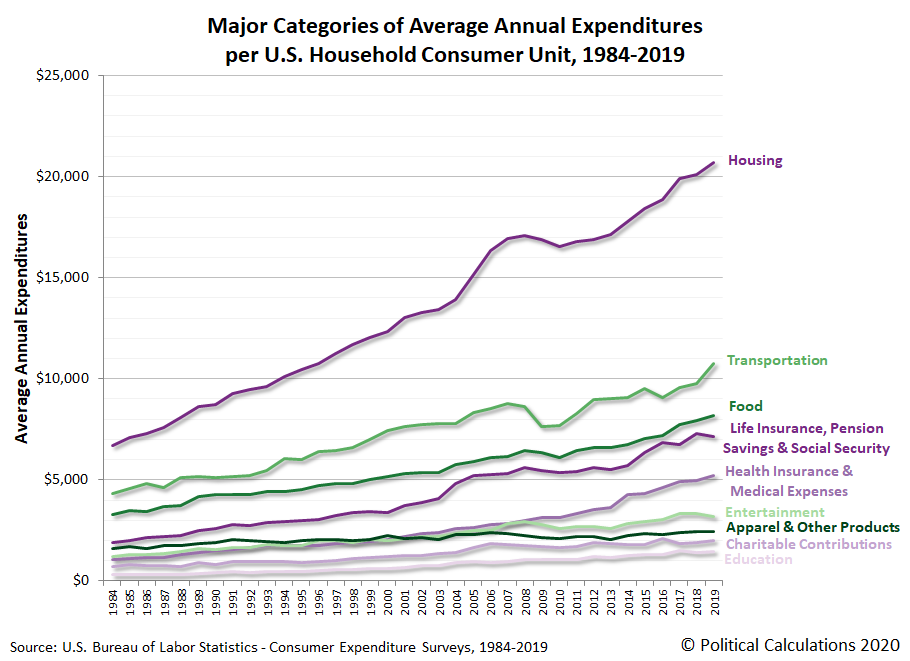 Major Categories of Average Annual Expenditures
per U.S. Household Consumer Unit, 1984-2019
$25,000
$20,000
$15,000
$10,000
$5,000
$0
Average Annual Expenditures
Housing
Transportation
Food
Life Insurance, Pension
Savings & Social Security
Health Insurance &
Medical Expenses
Entertainment
Apparel & Other Products
Charitable Contributions
Education
1984
1985
1986
1987
1988
1989
1990
1991
1992
1993
1994
1995
1996
1997
1998
1999
2000
2001
2002
2003
2004
2005
2006
2007
2008
2009
2010
2011
2012
2013
2014
2015
2016
2017
2018
2019
Source: U.S. Bureau of Labor Statistics - Consumer Expenditure Surveys, 1984-2019
© Political Calculations 2020